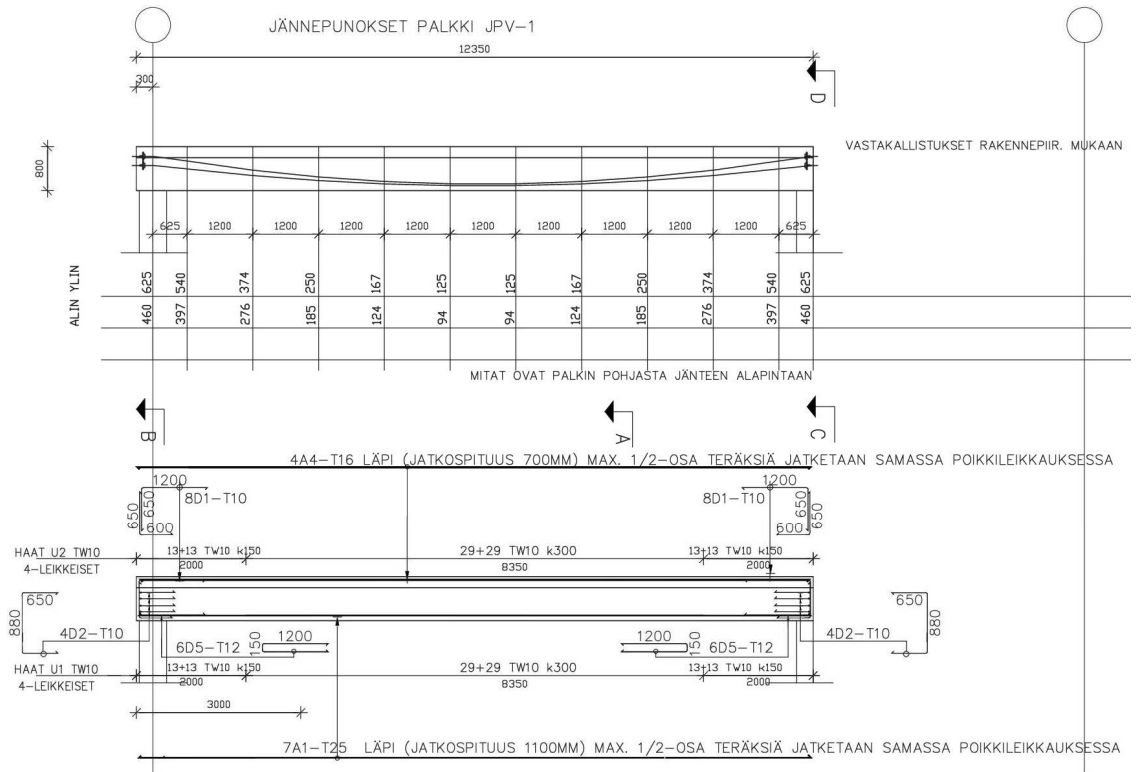 JÄNNEPUNOKSET PALKKI JPV-1
12350
300
D
800
VASTAKALLISTUKSET RAKENNEPIIR. MUKAAN
625 1200 1200 1200 1200 1200 1200 1200 1200 1200 625
ALIN YLIN
625 540 374 250 167 125 125 167 250 374 540 625
460 397 276 185 124 94 94 124 185 276 397 460
MITAT OVAT PALKIN POHJASTA JÄNTEEN ALAPINTAAN
B A C
4A4-T16 LÄPI (JATKOSPITUUS 700MM) MAX. 1/2-OSA TERÄKSIÄ JATKETAAN SAMASSA POIKKILEIKKAUKSESSA
1200 1200
8D1-T10 8D1-T10
650 650 650 650
600 600
HAAT U2 TW10 13+13 TW10 k150 29+29 TW10 k300 13+13 TW10 k150
4-LEIKKEISET 2000 8350 2000
650 650
880 880
4D2-T10 150 1200 1200 150 4D2-T10
6D5-T12 6D5-T12
HAAT U1 TW10 13+13 TW10 k150 29+29 TW10 k300 13+13 TW10 k150
4-LEIKKEISET 2000 8350 2000
3000
7A1-T25 LÄPI (JATKOSPITUUS 1100MM) MAX. 1/2-OSA TERÄKSIÄ JATKETAAN SAMASSA POIKKILEIKKAUKSESSA